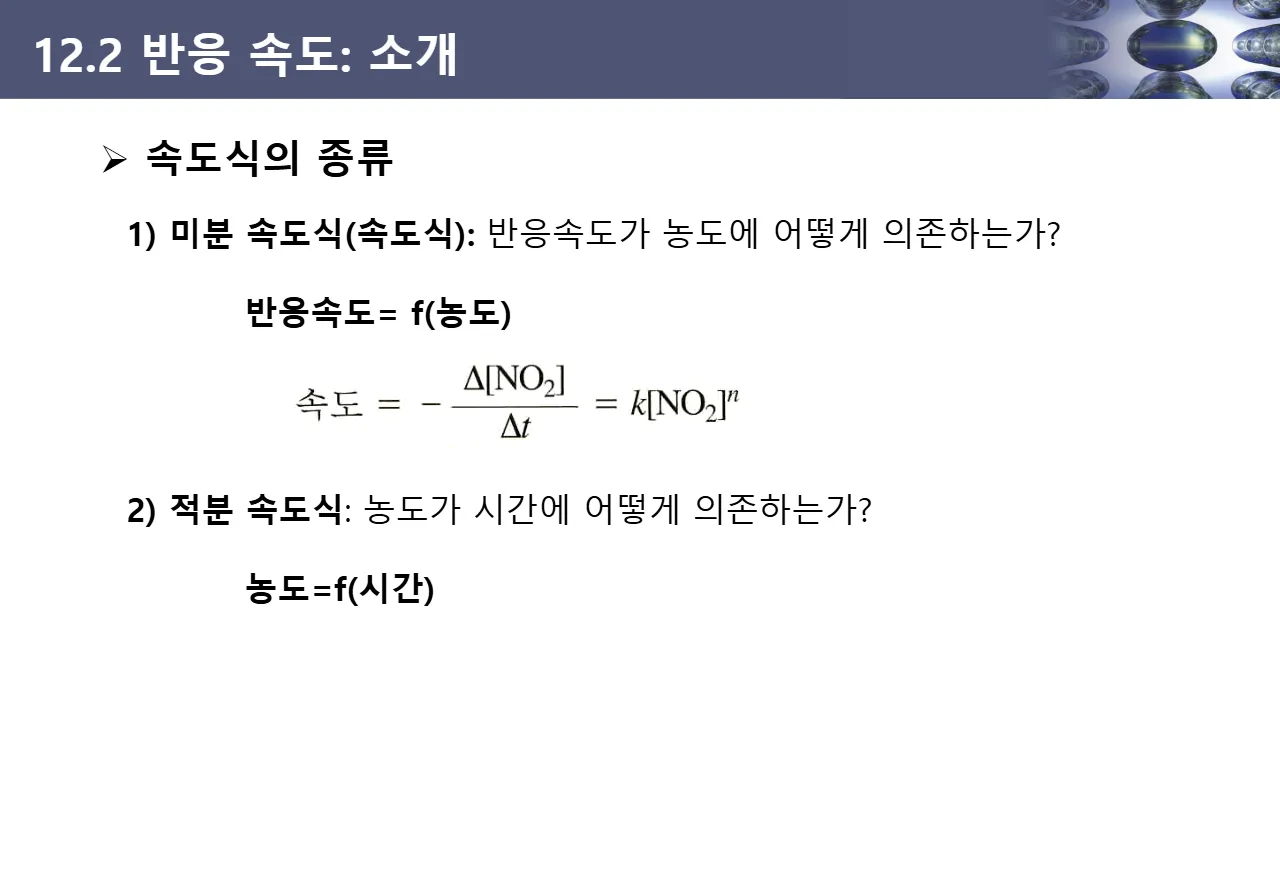 12.2 반응 속도: 소개
➢ 속도식의 종류
1) 미분 속도식(속도식): 반응속도가 농도에 어떻게 의존하는가?
반응속도= f(농도)
속도 = − Δ[NO₂]/Δt = k[NO₂]ⁿ
2) 적분 속도식: 농도가 시간에 어떻게 의존하는가?
농도=f(시간)